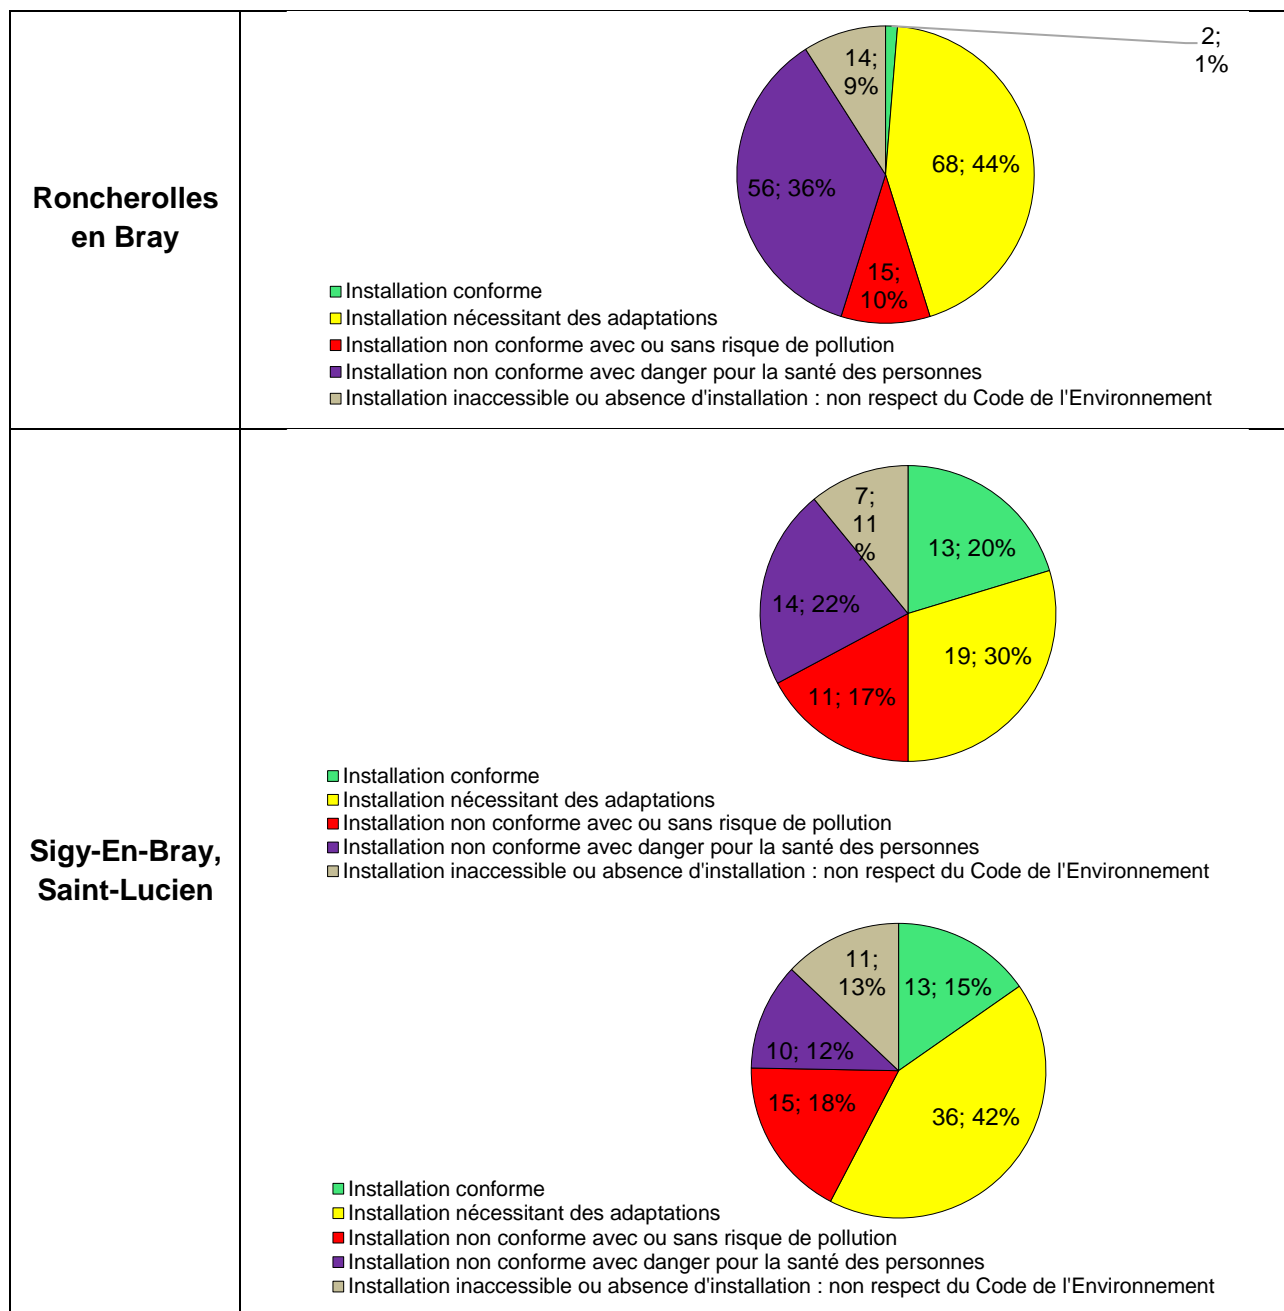 Roncherolles
en Bray
2;
1%
14;
9%
68; 44%
56; 36%
15;
10%
Installation conforme
Installation nécessitant des adaptations
Installation non conforme avec ou sans risque de pollution
Installation non conforme avec danger pour la santé des personnes
Installation inaccessible ou absence d'installation : non respect du Code de l'Environnement
Sigy-En-Bray,
Saint-Lucien
7;
11
%
13; 20%
14; 22%
19; 30%
11; 17%
Installation conforme
Installation nécessitant des adaptations
Installation non conforme avec ou sans risque de pollution
Installation non conforme avec danger pour la santé des personnes
Installation inaccessible ou absence d'installation : non respect du Code de l'Environnement
11;
13%
13; 15%
10; 12%
15; 18%
36; 42%
Installation conforme
Installation nécessitant des adaptations
Installation non conforme avec ou sans risque de pollution
Installation non conforme avec danger pour la santé des personnes
Installation inaccessible ou absence d'installation : non respect du Code de l'Environnement